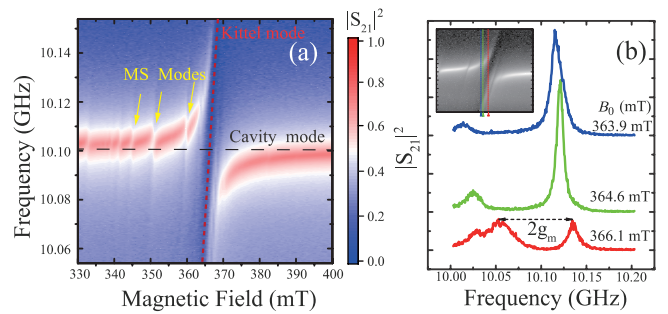 |S₂₁|²
(a)
Kittel mode
MS
Modes
Cavity mode
Frequency (GHz)
10.14
10.12
10.10
10.08
10.06
330 340 350 360 370 380 390 400
Magnetic Field (mT)
1.0
0.8
0.6
0.4
0.2
0.0
(b)
|S₂₁|²
B₀ (mT)
363.9 mT
364.6 mT
366.1 mT
2gₘ
10.00 10.05 10.10 10.15 10.20
Frequency (GHz)